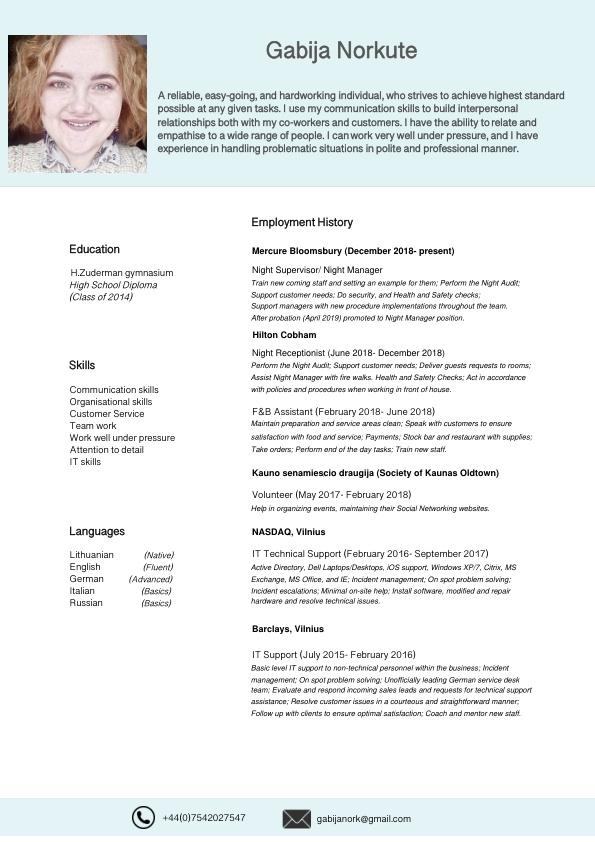 Gabija Norkute
A reliable, easy-going, and hardworking individual, who strives to achieve highest standard
possible at any given tasks. I use my communication skills to build interpersonal
relationships both with my co-workers and customers. I have the ability to relate and
empathise to a wide range of people. I can work very well under pressure, and I have
experience in handling problematic situations in polite and professional manner.
Education
H.Zuderman gymnasium
High School Diploma
(Class of 2014)
Skills
Communication skills
Organisational skills
Customer Service
Team work
Work well under pressure
Attention to detail
IT skills
Languages
Lithuanian (Native)
English (Fluent)
German (Advanced)
Italian (Basics)
Russian (Basics)
Employment History
Mercure Bloomsbury (December 2018- present)
Night Supervisor/ Night Manager
Train new coming staff and setting an example for them; Perform the Night Audit;
Support customer needs; Do security, and Health and Safety checks;
Support managers with new procedure implementations throughout the team.
After probation (April 2019) promoted to Night Manager position.
Hilton Cobham
Night Receptionist (June 2018- December 2018)
Perform the Night Audit; Support customer needs; Deliver guests requests to rooms;
Assist Night Manager with fire walks. Health and Safety Checks; Act in accordance
with policies and procedures when working in front of house.
F&B Assistant (February 2018- June 2018)
Maintain preparation and service areas clean; Speak with customers to ensure
satisfaction with food and service; Payments; Stock bar and restaurant with supplies;
Take orders; Perform end of the day tasks; Train new staff.
Kauno senamiescio draugija (Society of Kaunas Oldtown)
Volunteer (May 2017- February 2018)
Help in organizing events, maintaining their Social Networking websites.
NASDAQ, Vilnius
IT Technical Support (February 2016- September 2017)
Active Directory, Dell Laptops/Desktops, iOS support, Windows XP/7, Citrix, MS
Exchange, MS Office, and IE; Incident management; On spot problem solving;
Incident escalations; Minimal on-site help; Install software, modified and repair
hardware and resolve technical issues.
Barclays, Vilnius
IT Support (July 2015- February 2016)
Basic level IT support to non-technical personnel within the business; Incident
management; On spot problem solving; Unofficially leading German service desk
team; Evaluate and respond incoming sales leads and requests for technical support
assistance; Resolve customer issues in a courteous and straightforward manner;
Follow up with clients to ensure optimal satisfaction; Coach and mentor new staff.
+44(0)7542027547
gabijanork@gmail.com